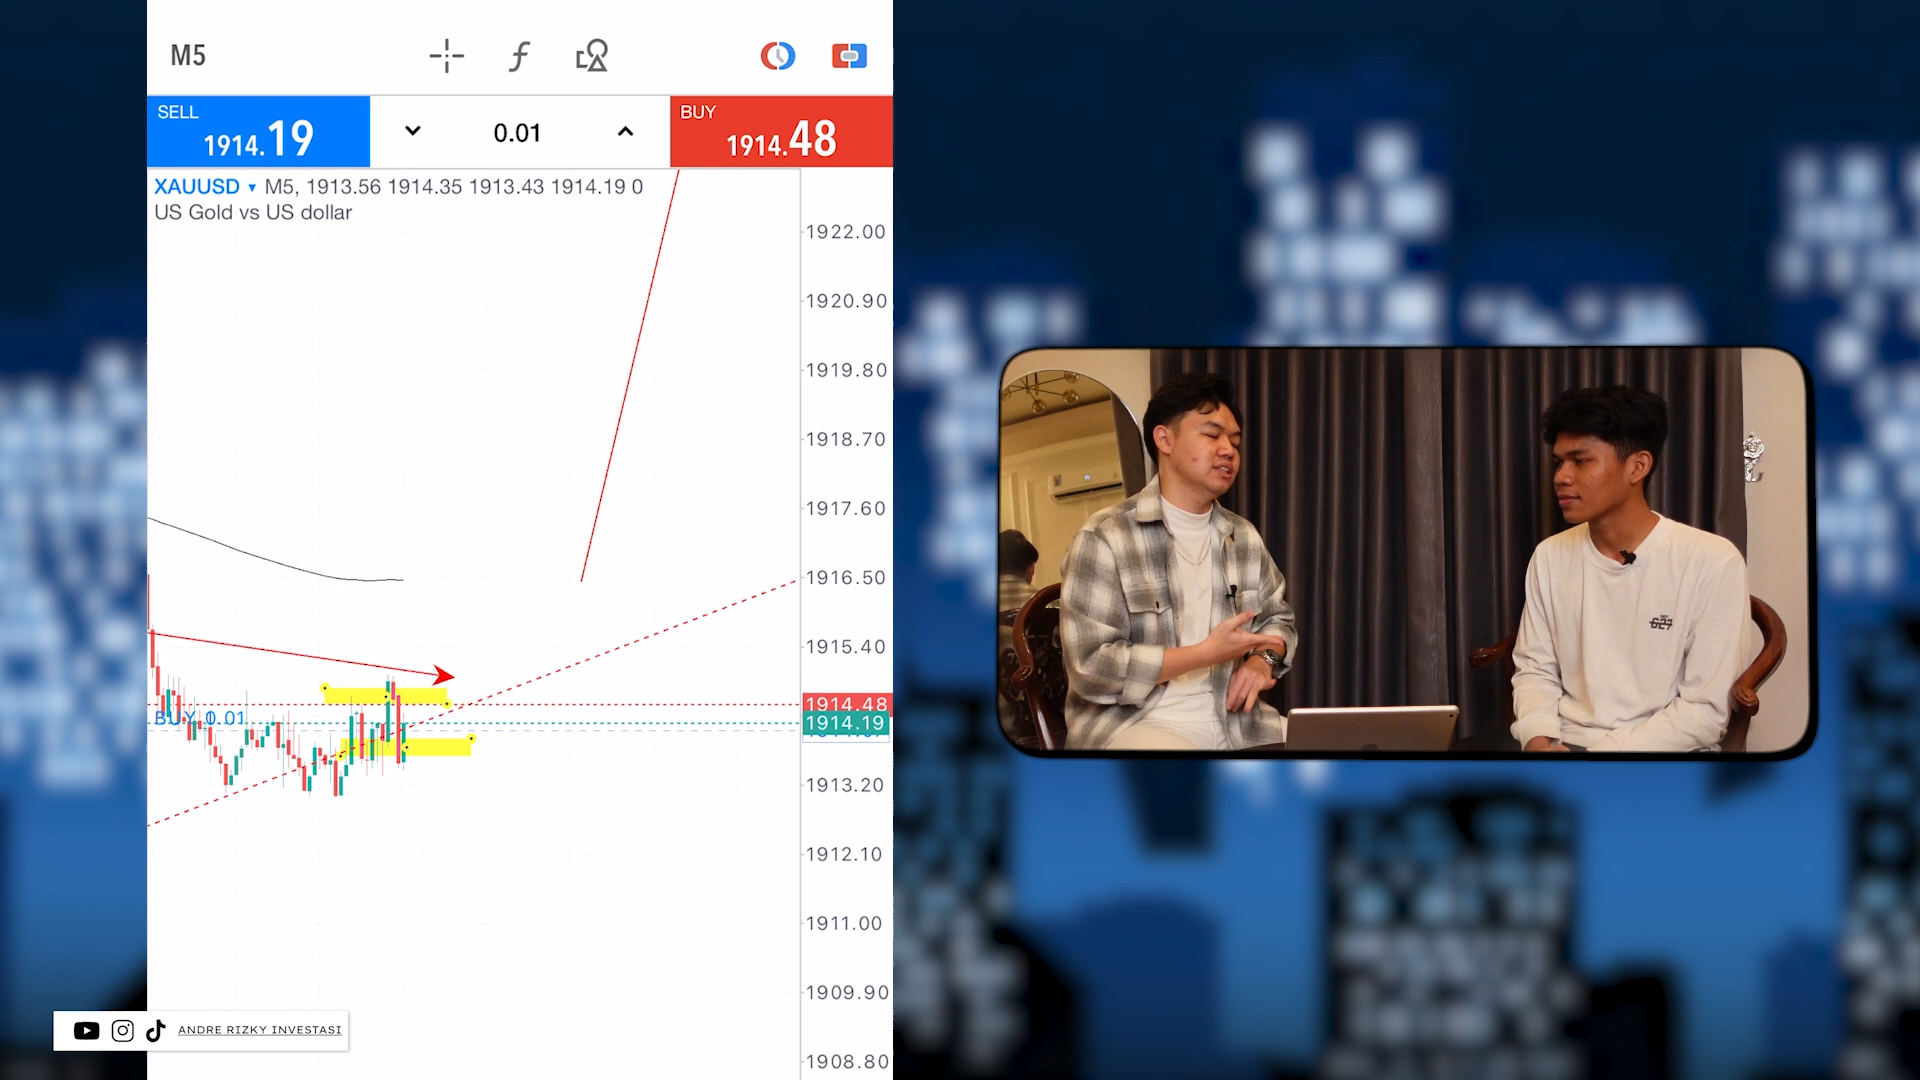 M5
SELL
1914.19
0.01
BUY
1914.48
XAUUSD ▾ M5, 1913.56 1914.35 1913.43 1914.19 0
US Gold vs US dollar
1922.00
1920.90
1919.80
1918.70
1917.60
1916.50
1915.40
1914.48
1914.19
BUY 0.01
1913.20
1912.10
1911.00
1909.90
1908.80
ANDRE RIZKY INVESTASI